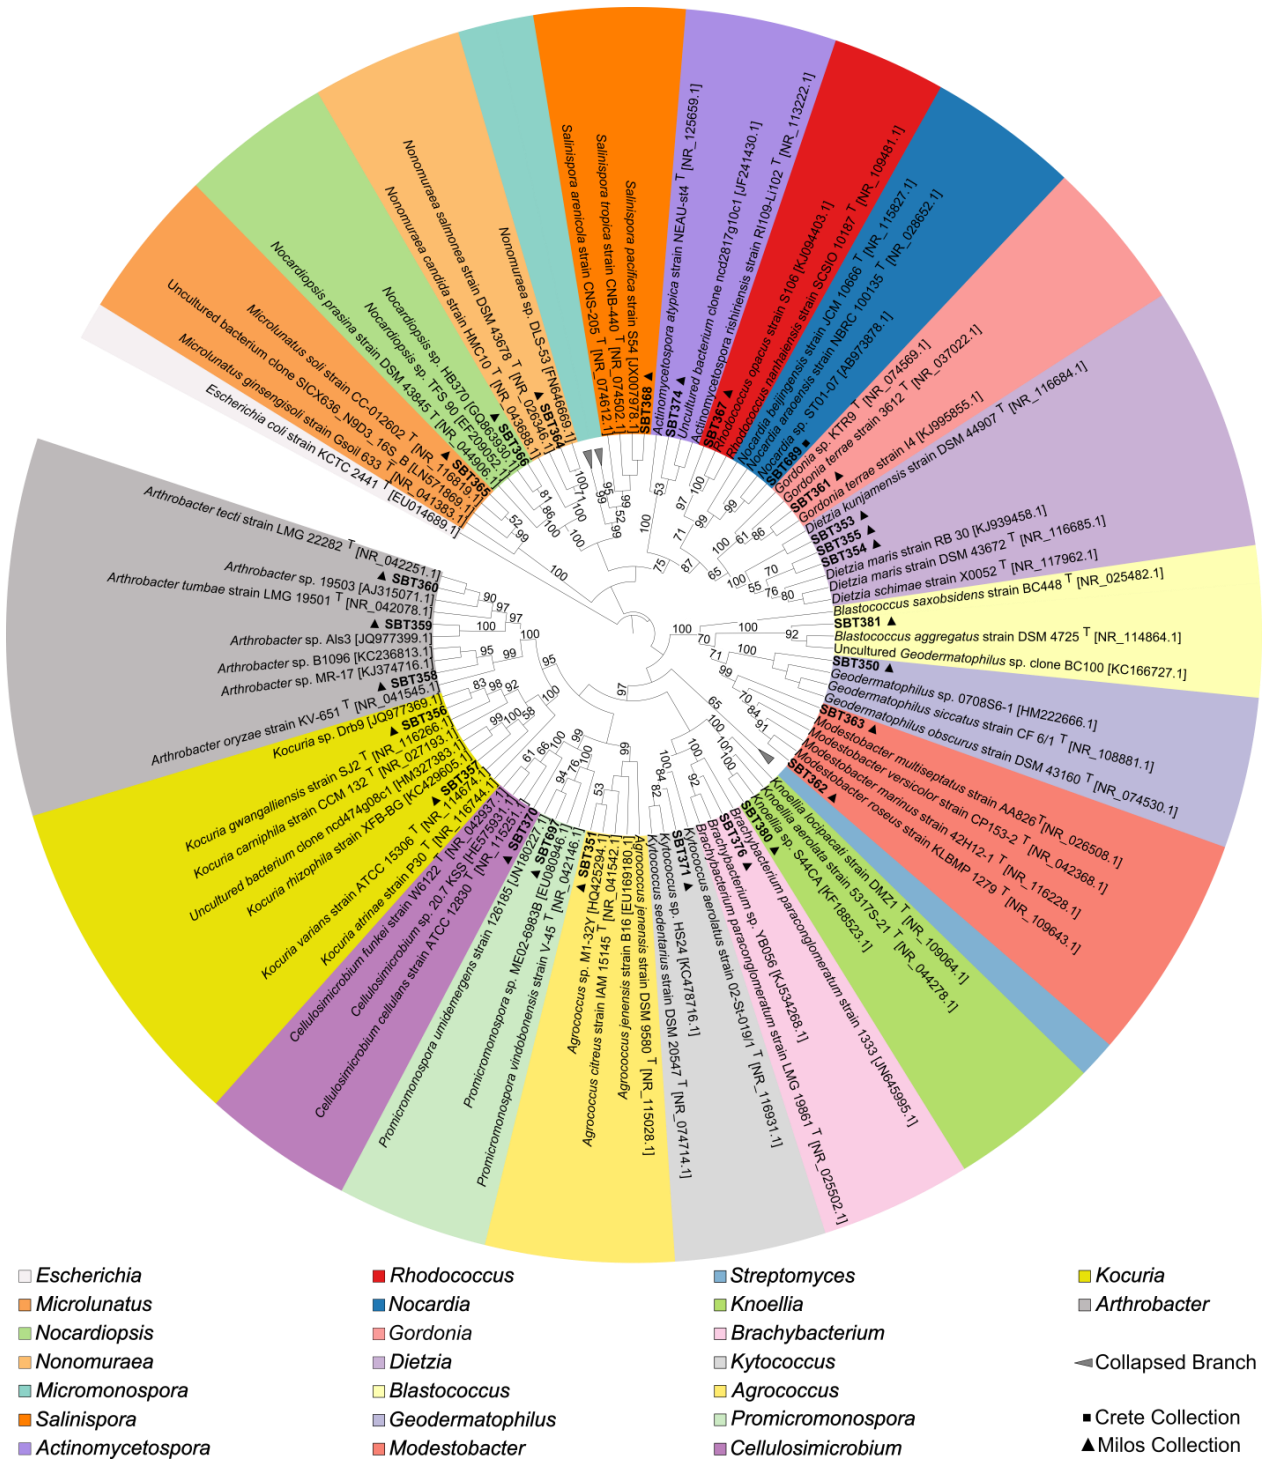 Escherichia coli strain KCTC 2441 T [EU014689.1]
Microlunatus ginsengisoli strain Gsoil 633 T [NR_041383.1]
Uncultured bacterium clone SICX636_N9D3_16S_B [LN571869.1]
Microlunatus soli strain CC-012602 T [NR_116819.1]
SBT365
Nocardiopsis prasina strain DSM 43845 T [NR_044906.1]
Nocardiopsis sp. TFS 90 [EF209052.1]
Nocardiopsis sp. HB370 [GQ863930.1]
SBT366
Nonomuraea candida strain HMC10 T [NR_043688.1]
Nonomuraea salmonea strain DSM 43678 T [NR_026346.1]
SBT364
Nonomuraea sp. DLS-53 [FN646669.1]
Salinispora arenicola strain CNS-205 T [NR_074612.1]
Salinispora tropica strain CNB-440 T [NR_074502.1]
Salinispora pacifica strain S54 [JX007978.1]
SBT368
Actinomycetospora atypica strain NEAU-st4 T [NR_125659.1]
SBT374
Uncultured bacterium clone ncd2817g10c1 [JF241430.1]
Actinomycetospora rishiriensis strain RI109-Li102 T [NR_113222.1]
SBT367
Rhodococcus opacus strain S106 [KJ094403.1]
Rhodococcus nanhaiensis strain SCSIO 10187 T [NR_109481.1]
Nocardia beijingensis strain JCM 10666 T [NR_115827.1]
Nocardia araoensis strain NBRC 100135 T [NR_028652.1]
Nocardia sp. ST01-07 [AB973878.1]
SBT689
Gordonia sp. KTR9 T [NR_074569.1]
Gordonia terrae strain 3612 T [NR_037022.1]
SBT361
Gordonia terrae strain I4 [KJ995855.1]
Dietzia kunjamensis strain DSM 44907 T [NR_116684.1]
SBT353
SBT355
SBT354
Dietzia maris strain RB 30 [KJ939458.1]
Dietzia maris strain DSM 43672 T [NR_116685.1]
Dietzia schimae strain X0052 T [NR_117962.1]
Blastococcus saxobsidens strain BC448 T [NR_025482.1]
SBT381
Blastococcus aggregatus strain DSM 4725 T [NR_114864.1]
Uncultured Geodermatophilus sp. clone BC100 [KC166727.1]
SBT350
Geodermatophilus sp. 0708S6-1 [HM222666.1]
Geodermatophilus siccatus strain CF 6/1 T [NR_108881.1]
Geodermatophilus obscurus strain DSM 43160 T [NR_074530.1]
SBT363
Modestobacter multiseptatus strain AA826 T [NR_026508.1]
Modestobacter versicolor strain CP153-2 T [NR_042368.1]
Modestobacter marinus strain 42H12-1 T [NR_116228.1]
Modestobacter roseus strain KLBMP 1279 T [NR_109643.1]
SBT362
Knoellia locipacati strain DMZ1 T [NR_109064.1]
Knoellia aerolata strain 5317S-21 T [NR_044278.1]
Knoellia sp. S44CA [KF188523.1]
SBT380
Brachybacterium paraconglomeratum strain 1333 [JN645995.1]
SBT376
Brachybacterium sp. YB056 [KJ534268.1]
Brachybacterium paraconglomeratum strain LMG 19861 T [NR_025502.1]
Kytococcus aerolatus strain 02-St-019/1 T [NR_116931.1]
SBT371
Kytococcus sp. HS24 [KC478716.1]
Kytococcus sedentarius strain DSM 20547 T [NR_074714.1]
Agrococcus jenensis strain DSM 9580 T [NR_115028.1]
Agrococcus jenensis strain B16 [EU169180.1]
Agrococcus citreus strain IAM 15145 T [NR_041542.1]
SBT351
Agrococcus sp. M1-32Y [HQ425294.1]
Promicromonospora vindobonensis strain V-45 T [NR_042146.1]
Promicromonospora sp. ME02-6983B [EU080946.1]
SBT697
Promicromonospora umidemergens strain 126185 [JN180227.1]
SBT370
Cellulosimicrobium cellulans strain ATCC 12830 T [NR_115251.1]
Cellulosimicrobium sp. 20.7 KSS [HE575931.1]
Cellulosimicrobium funkei strain W6122 T [NR_042937.1]
Kocuria atrinae strain P30 T [NR_116744.1]
Kocuria varians strain ATCC 15306 T [NR_114674.1]
SBT357
Kocuria rhizophila strain XFB-BG [KC429605.1]
Uncultured bacterium clone ncd474g08c1 [HM327383.1]
Kocuria carniphila strain CCM 132 T [NR_027193.1]
Kocuria gwangalliensis strain SJ2 T [NR_116266.1]
SBT356
Kocuria sp. Drb9 [JQ977369.1]
Arthrobacter oryzae strain KV-651 T [NR_041545.1]
SBT358
Arthrobacter sp. MR-17 [KJ374716.1]
Arthrobacter sp. B1096 [KC236813.1]
Arthrobacter sp. Als3 [JQ977399.1]
SBT359
Arthrobacter tumbae strain LMG 19501 T [NR_042078.1]
Arthrobacter sp. 19503 [AJ315071.1]
SBT360
Arthrobacter tecti strain LMG 22282 T [NR_042251.1]
Escherichia
Microlunatus
Nocardiopsis
Nonomuraea
Micromonospora
Salinispora
Actinomycetospora
Rhodococcus
Nocardia
Gordonia
Dietzia
Blastococcus
Geodermatophilus
Modestobacter
Streptomyces
Knoellia
Brachybacterium
Kytococcus
Agrococcus
Promicromonospora
Cellulosimicrobium
Kocuria
Arthrobacter
Collapsed Branch
Crete Collection
Milos Collection